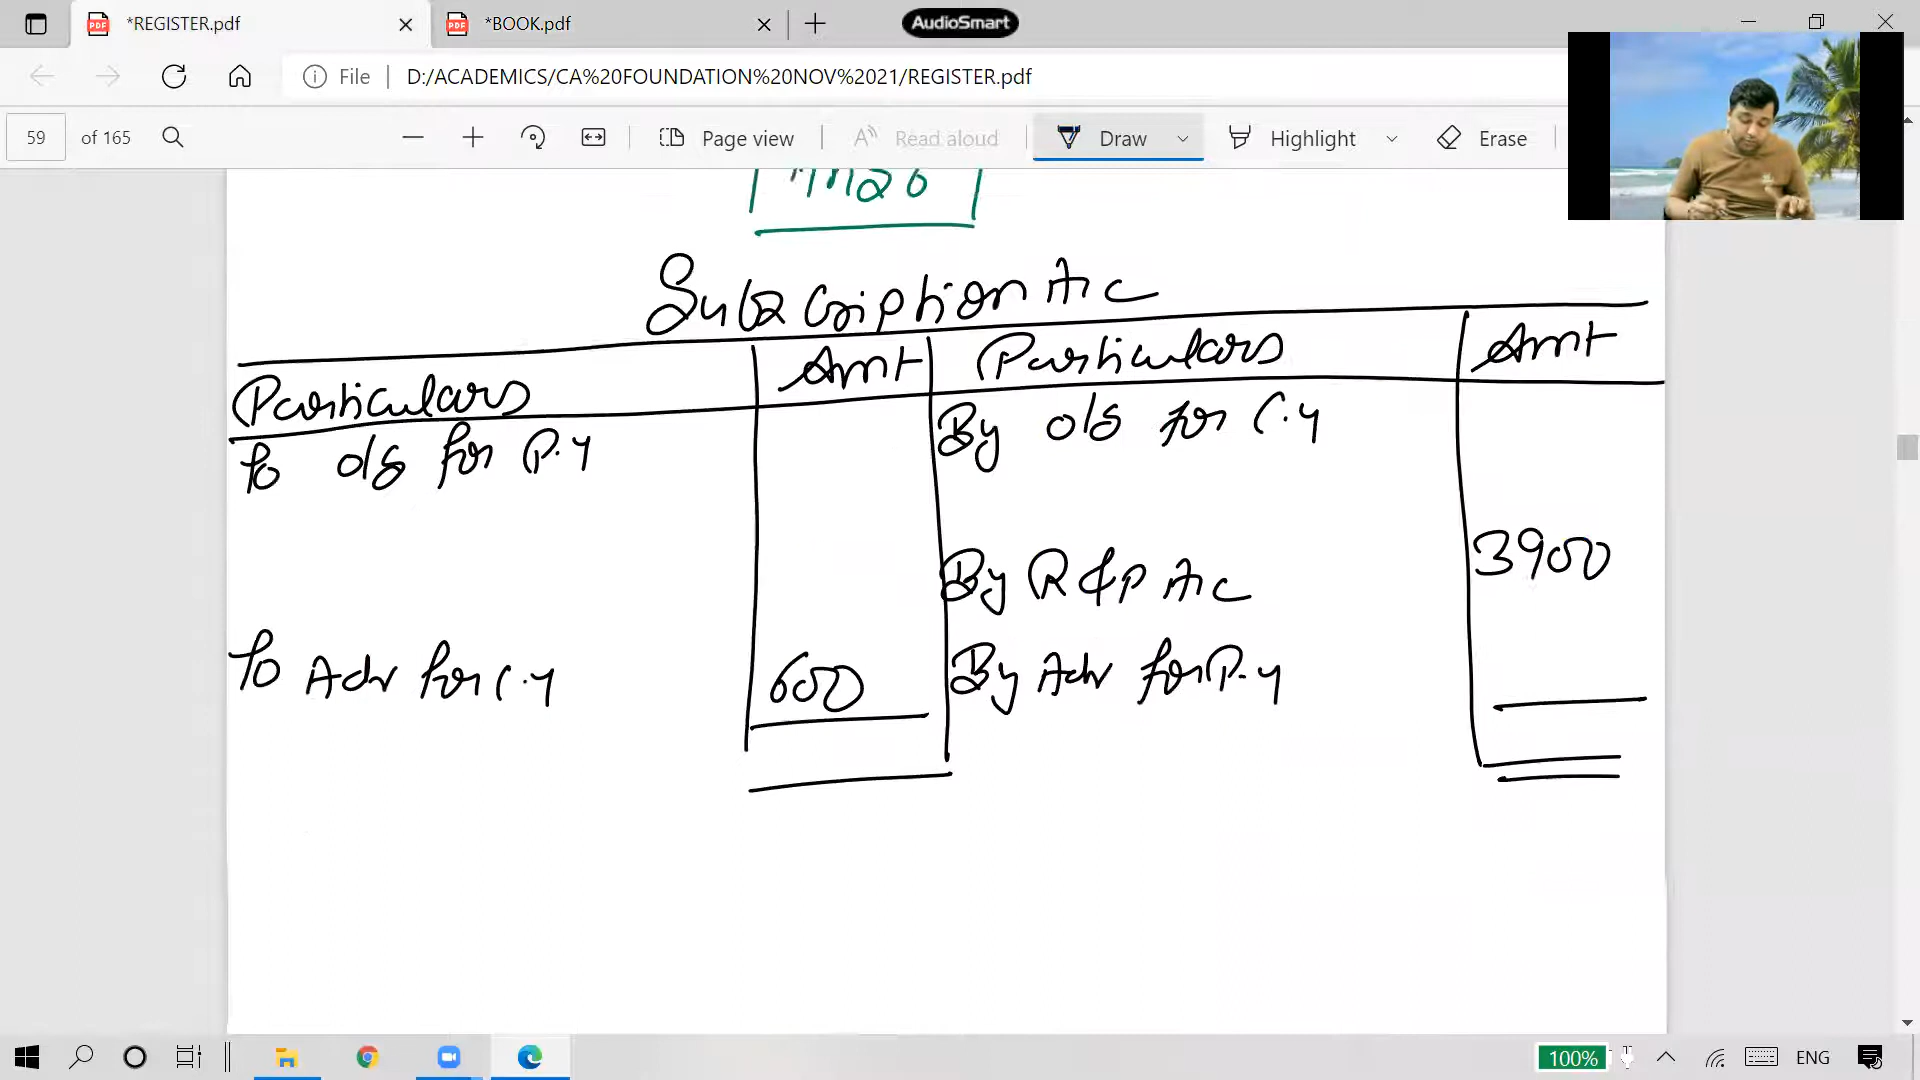 *REGISTER.pdf
*BOOK.pdf
AudioSmart
File
D:/ACADEMICS/CA%20FOUNDATION%20NOV%2021/REGISTER.pdf
59 of 165
Page view
Read aloud
Draw
Highlight
Erase
Subscription A/c
Particulars Amt Particulars Amt
To o/s for P.Y By o/s for C.Y
By R & P A/c 3900
To Adv for C.Y 600 By Adv for P.Y
100%
ENG